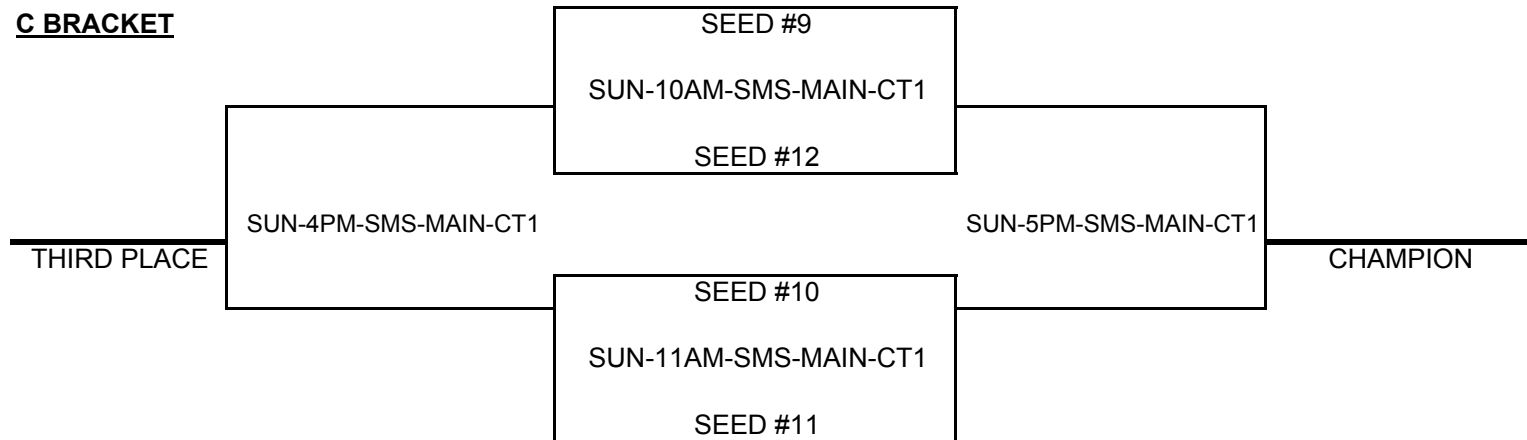 C BRACKET
SEED #9
SUN-10AM-SMS-MAIN-CT1
SEED #12
SUN-4PM-SMS-MAIN-CT1
SUN-5PM-SMS-MAIN-CT1
THIRD PLACE
CHAMPION
SEED #10
SUN-11AM-SMS-MAIN-CT1
SEED #11